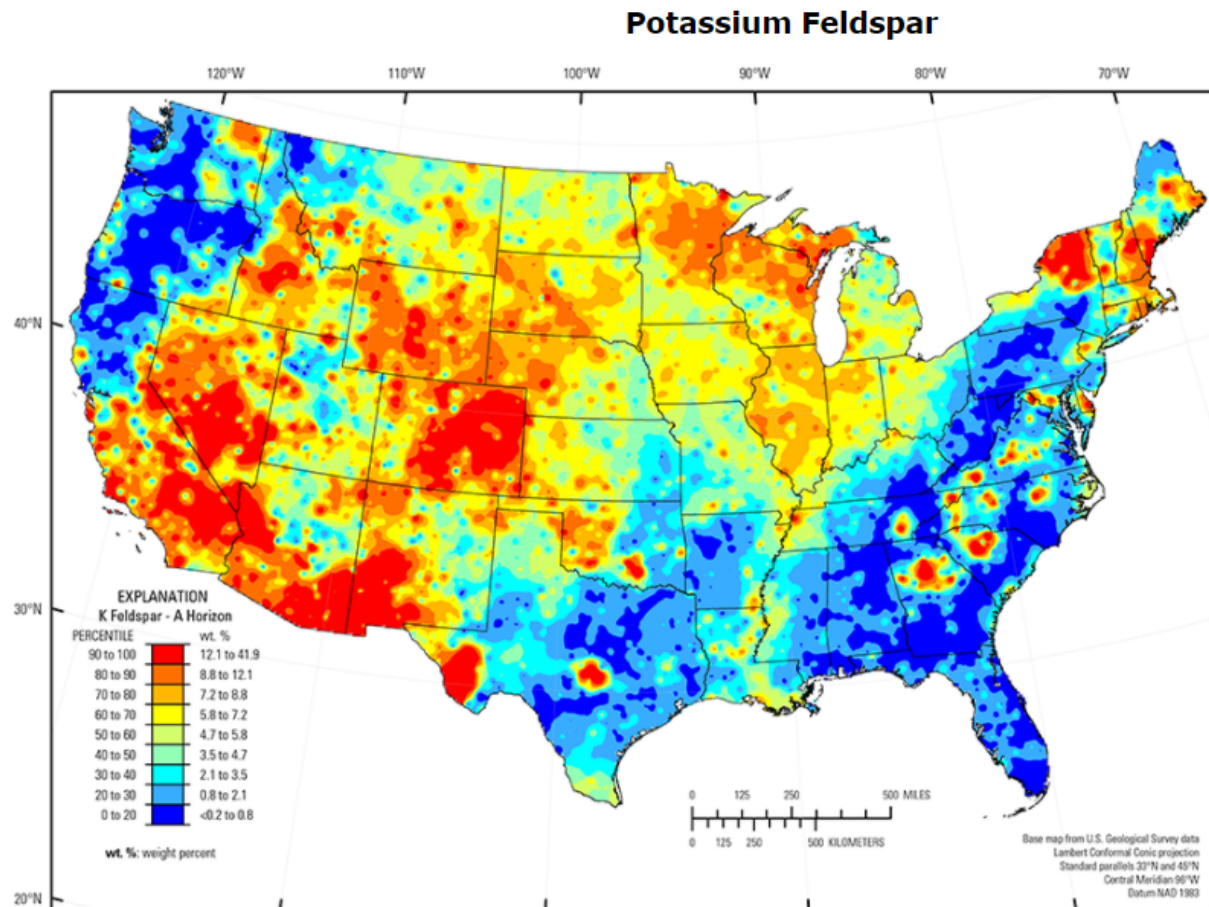 Potassium Feldspar
120°W 110°W 100°W 90°W 80°W 70°W
40°N
30°N
20°N
EXPLANATION
K Feldspar - A Horizon
PERCENTILE wt. %
90 to 100 12.1 to 41.9
80 to 90 8.8 to 12.1
70 to 80 7.2 to 8.8
60 to 70 5.8 to 7.2
50 to 60 4.7 to 5.8
40 to 50 3.5 to 4.7
30 to 40 2.1 to 3.5
20 to 30 0.8 to 2.1
0 to 20 <0.2 to 0.8
wt. %: weight percent
0 125 250 500 MILES
0 125 250 500 KILOMETERS
Base map from U.S. Geological Survey data
Lambert Conformal Conic projection
Standard parallels 33°N and 45°N
Central Meridian 96°W
Datum NAD 1983